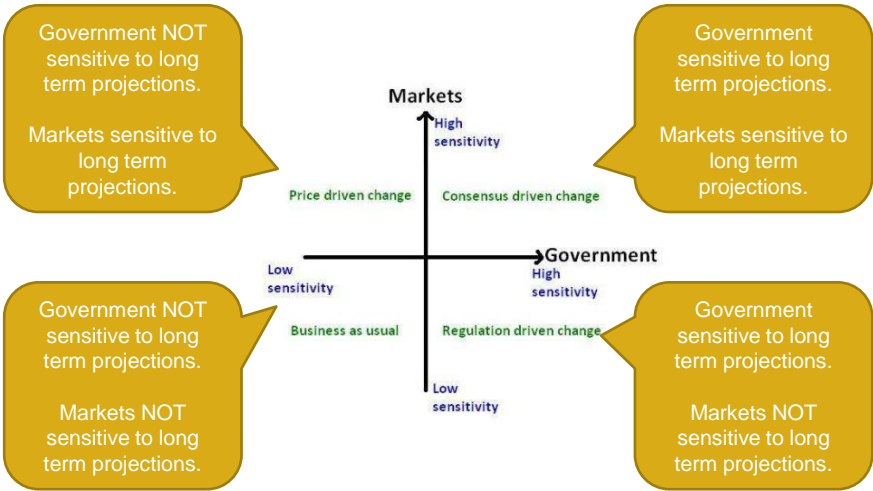 Government NOT
sensitive to long
term projections.
Markets sensitive to
long term
projections.
Government
sensitive to long
term projections.
Markets sensitive to
long term
projections.
Markets
High
sensitivity
Price driven change
Consensus driven change
Government
Low
sensitivity
High
sensitivity
Business as usual
Regulation driven change
Low
sensitivity
Government NOT
sensitive to long
term projections.
Markets NOT
sensitive to long
term projections.
Government
sensitive to long
term projections.
Markets NOT
sensitive to long
term projections.